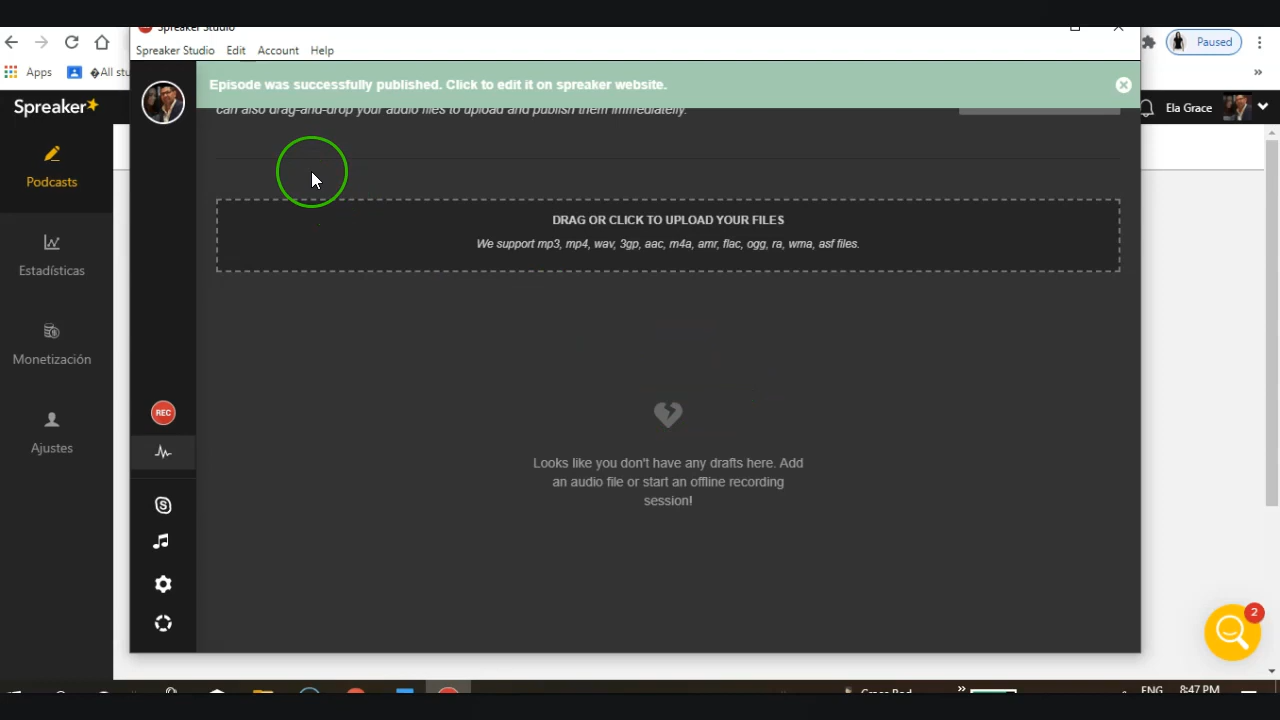 Spreaker Studio
Spreaker Studio Edit Account Help
Paused
Apps
All stu
»
Episode was successfully published. Click to edit it on spreaker website.
Spreaker
Ela Grace
can also drag-and-drop your audio files to upload and publish them immediately.
Podcasts
DRAG OR CLICK TO UPLOAD YOUR FILES
We support mp3, mp4, wav, 3gp, aac, m4a, amr, flac, ogg, ra, wma, asf files.
Estadísticas
Monetización
REC
Ajustes
Looks like you don't have any drafts here. Add
an audio file or start an offline recording
session!
2
» ENG 8:47 PM